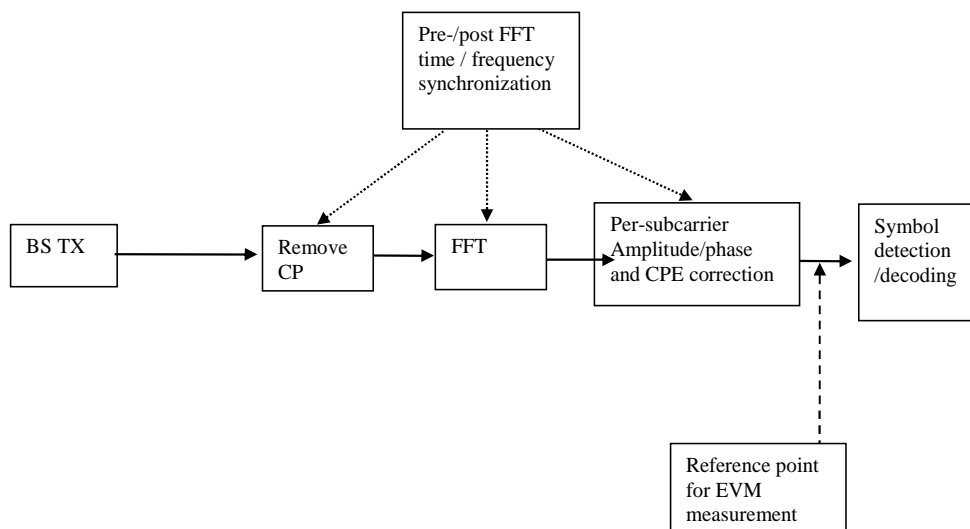 Pre-/post FFT
time / frequency
synchronization
BS TX
Remove
CP
FFT
Per-subcarrier
Amplitude/phase
and CPE correction
Symbol
detection
/decoding
Reference point
for EVM
measurement